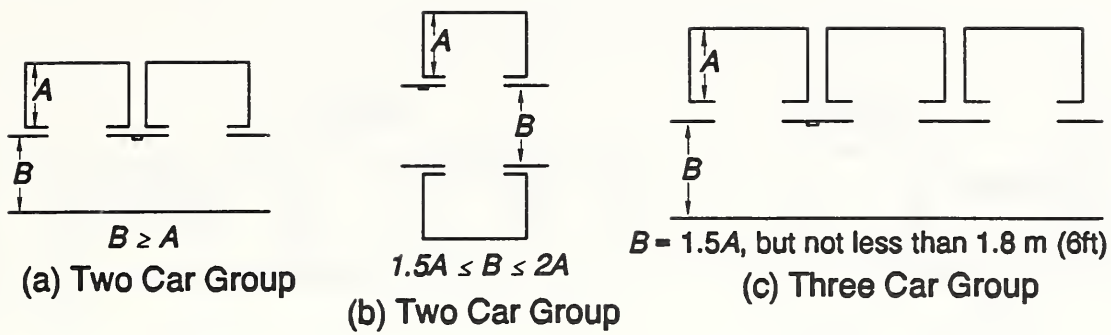 A
B
B ≥ A
(a) Two Car Group
A
B
1.5A ≤ B ≤ 2A
(b) Two Car Group
A
B
B = 1.5A, but not less than 1.8 m (6ft)
(c) Three Car Group